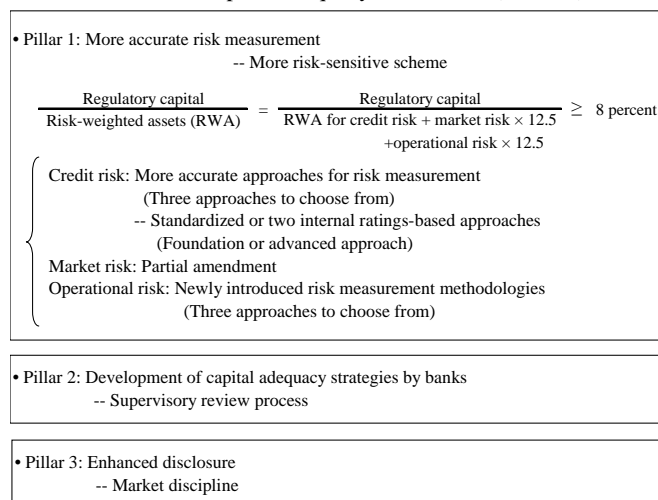 • Pillar 1: More accurate risk measurement
-- More risk-sensitive scheme
Regulatory capital
Risk-weighted assets (RWA)
=
Regulatory capital
RWA for credit risk + market risk × 12.5
+operational risk × 12.5
≥ 8 percent
Credit risk: More accurate approaches for risk measurement
(Three approaches to choose from)
-- Standardized or two internal ratings-based approaches
(Foundation or advanced approach)
Market risk: Partial amendment
Operational risk: Newly introduced risk measurement methodologies
(Three approaches to choose from)
• Pillar 2: Development of capital adequacy strategies by banks
-- Supervisory review process
• Pillar 3: Enhanced disclosure
-- Market discipline